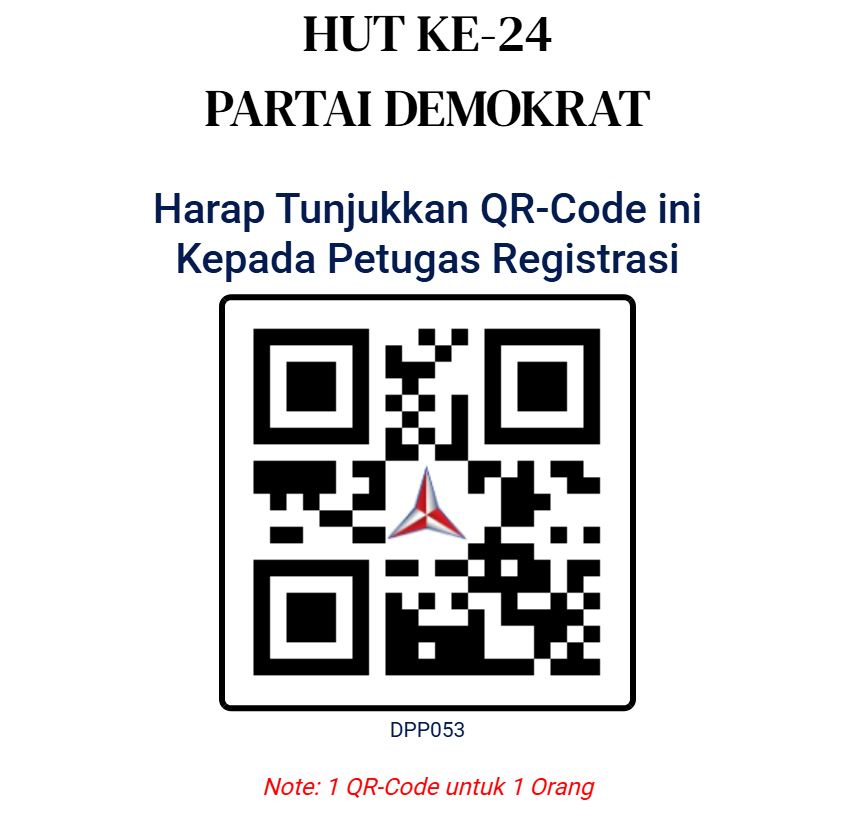 HUT KE-24
PARTAI DEMOKRAT
Harap Tunjukkan QR-Code ini
Kepada Petugas Registrasi
DPP053
Note: 1 QR-Code untuk 1 Orang